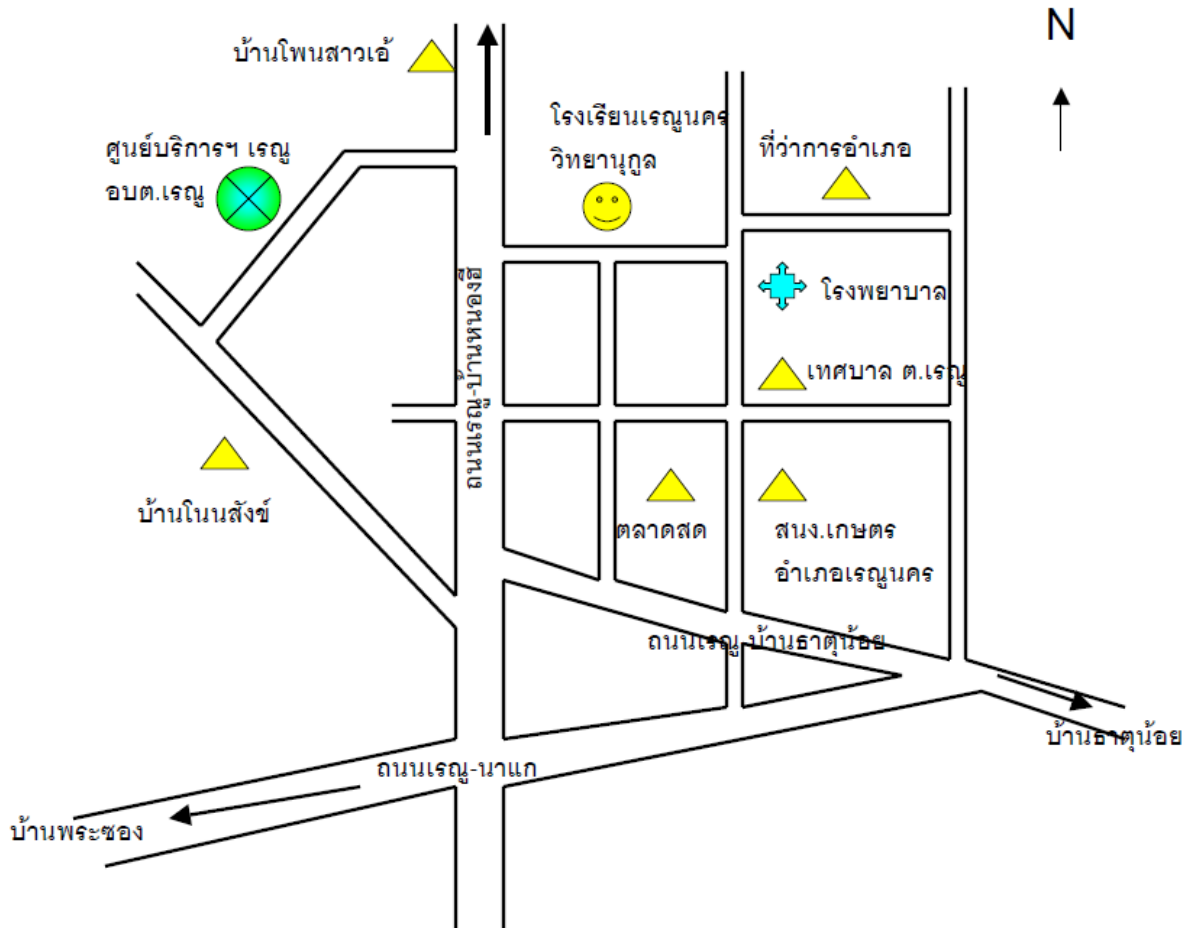 N
บ้านโพนสาวเอ้
โรงเรียนเรณูนคร
วิทยานุกูล
ที่ว่าการอำเภอ
ศูนย์บริการฯ เรณู
อบต.เรณู
โรงพยาบาล
เทศบาล ต.เรณู
ถนนเรณู-บ้านหนองฮี
บ้านโนนสังข์
ตลาดสด
สนง.เกษตร
อำเภอเรณูนคร
ถนนเรณู-บ้านธาตุน้อย
บ้านธาตุน้อย
ถนนเรณู-นาแก
บ้านพระซอง